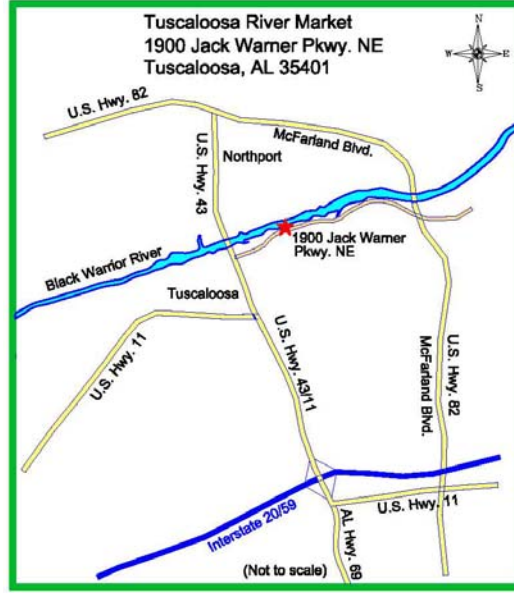 Tuscaloosa River Market
1900 Jack Warner Pkwy. NE
Tuscaloosa, AL 35401
N
W
E
S
U.S. Hwy. 82
McFarland Blvd.
U.S. Hwy. 43
Northport
1900 Jack Warner
Pkwy. NE
Black Warrior River
Tuscaloosa
U.S. Hwy. 11
U.S. Hwy. 43/11
McFarland Blvd.
U.S. Hwy. 82
U.S. Hwy. 11
Interstate 20/59
AL Hwy. 69
(Not to scale)